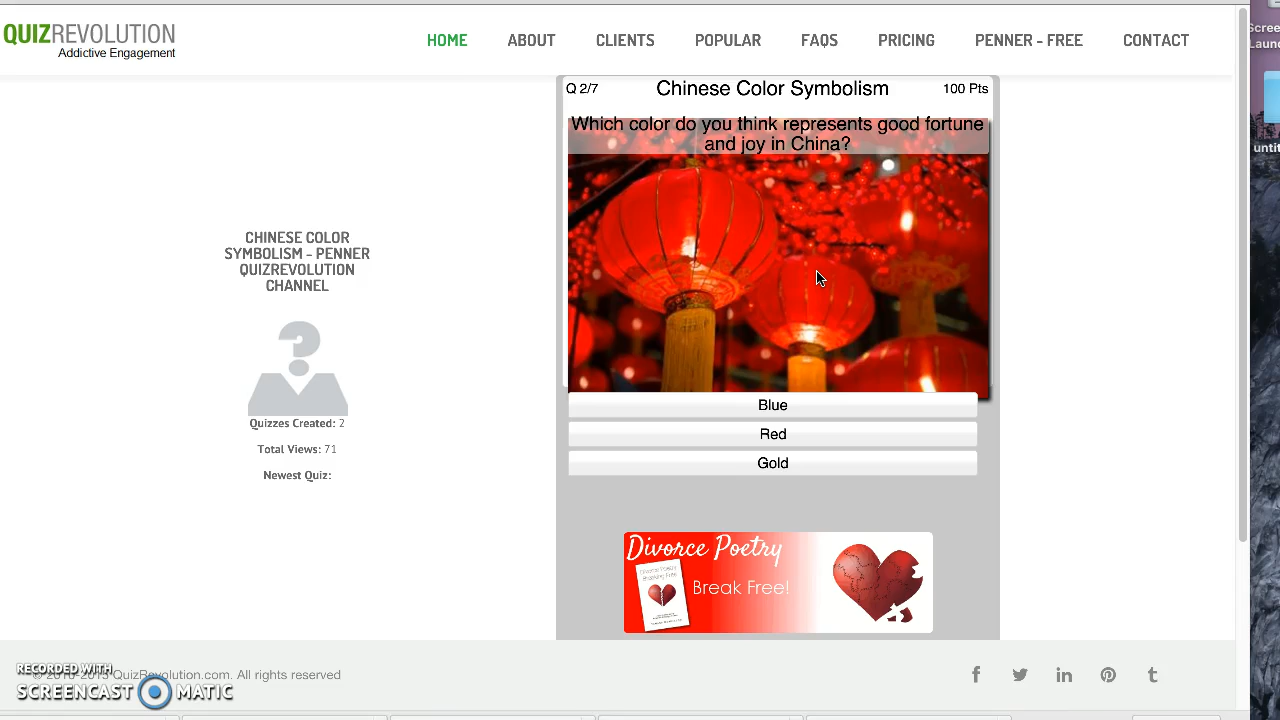 QUIZREVOLUTION
Addictive Engagement
HOME ABOUT CLIENTS POPULAR FAQS PRICING PENNER - FREE CONTACT
Q 2/7 Chinese Color Symbolism 100 Pts
Which color do you think represents good fortune
and joy in China?
CHINESE COLOR
SYMBOLISM - PENNER
QUIZREVOLUTION
CHANNEL
Quizzes Created: 2
Total Views: 71
Newest Quiz:
Blue
Red
Gold
Divorce Poetry
Break Free!
QuizRevolution.com. All rights reserved
RECORDED WITH
SCREENCAST MATIC
Scree
Laun
unti